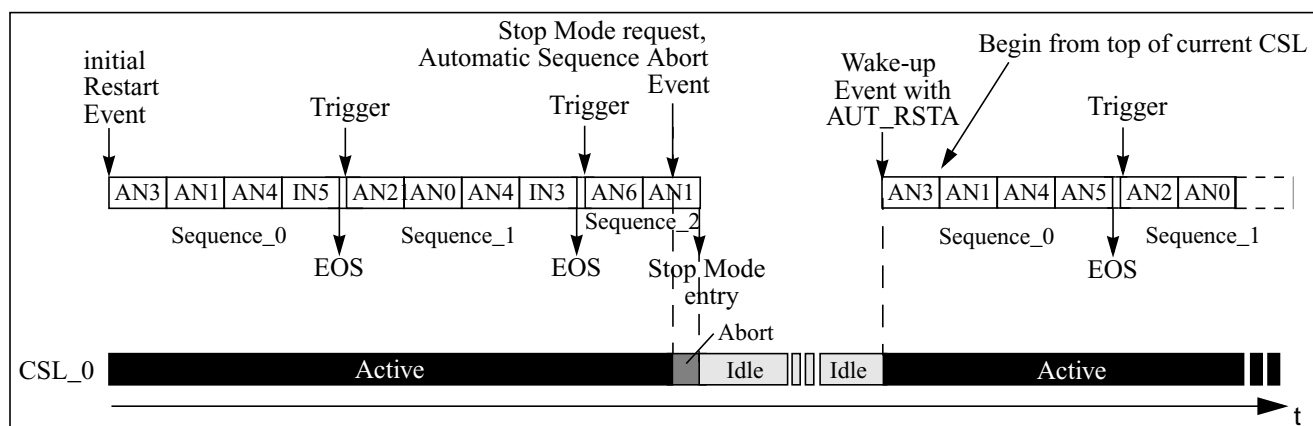 initial
Restart
Event
Trigger
Stop Mode request,
Automatic Sequence Abort
Event
Trigger
Wake-up
Event with
AUT_RSTA
Begin from top of current CSL
Trigger
AN3 AN1 AN4 IN5 AN21 AN0 AN4 IN3 AN6 AN1
AN3 AN1 AN4 AN5 AN2 AN0
Sequence_0
Sequence_1
Sequence_2
Sequence_0
Sequence_1
EOS
EOS
Stop Mode
entry
EOS
Abort
CSL_0
Active
Idle
Idle
Active
t